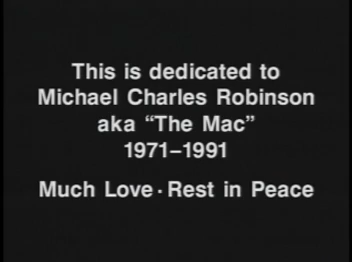 This is dedicated to
Michael Charles Robinson
aka “The Mac”
1971–1991
Much Love · Rest in Peace